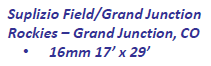 Suplizio Field/Grand Junction
Rockies – Grand Junction, CO
• 16mm 17’ x 29’